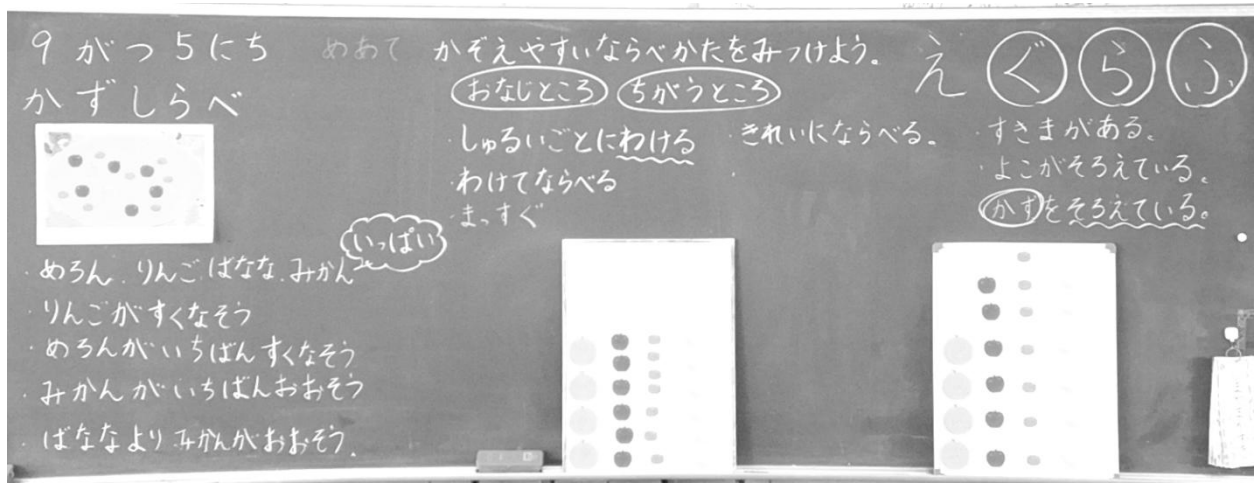 9がつ5にち
かずしらべ
めあて かぞえやすいならべかたをみつけよう。
おなじところ ちがうところ
えぐらふ
・しゅるいごとにわける
・わけてならべる
・まっすぐ
・きれいにならべる。
・すきまがある。
・よこがそろえている。
かずをそろえている。
いっぱい
・めろん、りんご、ばなな、みかん
・りんごがすくなそう
・めろんがいちばんすくなそう
・みかんがいちばんおおそう
・ばななよりみかんがおおそう。